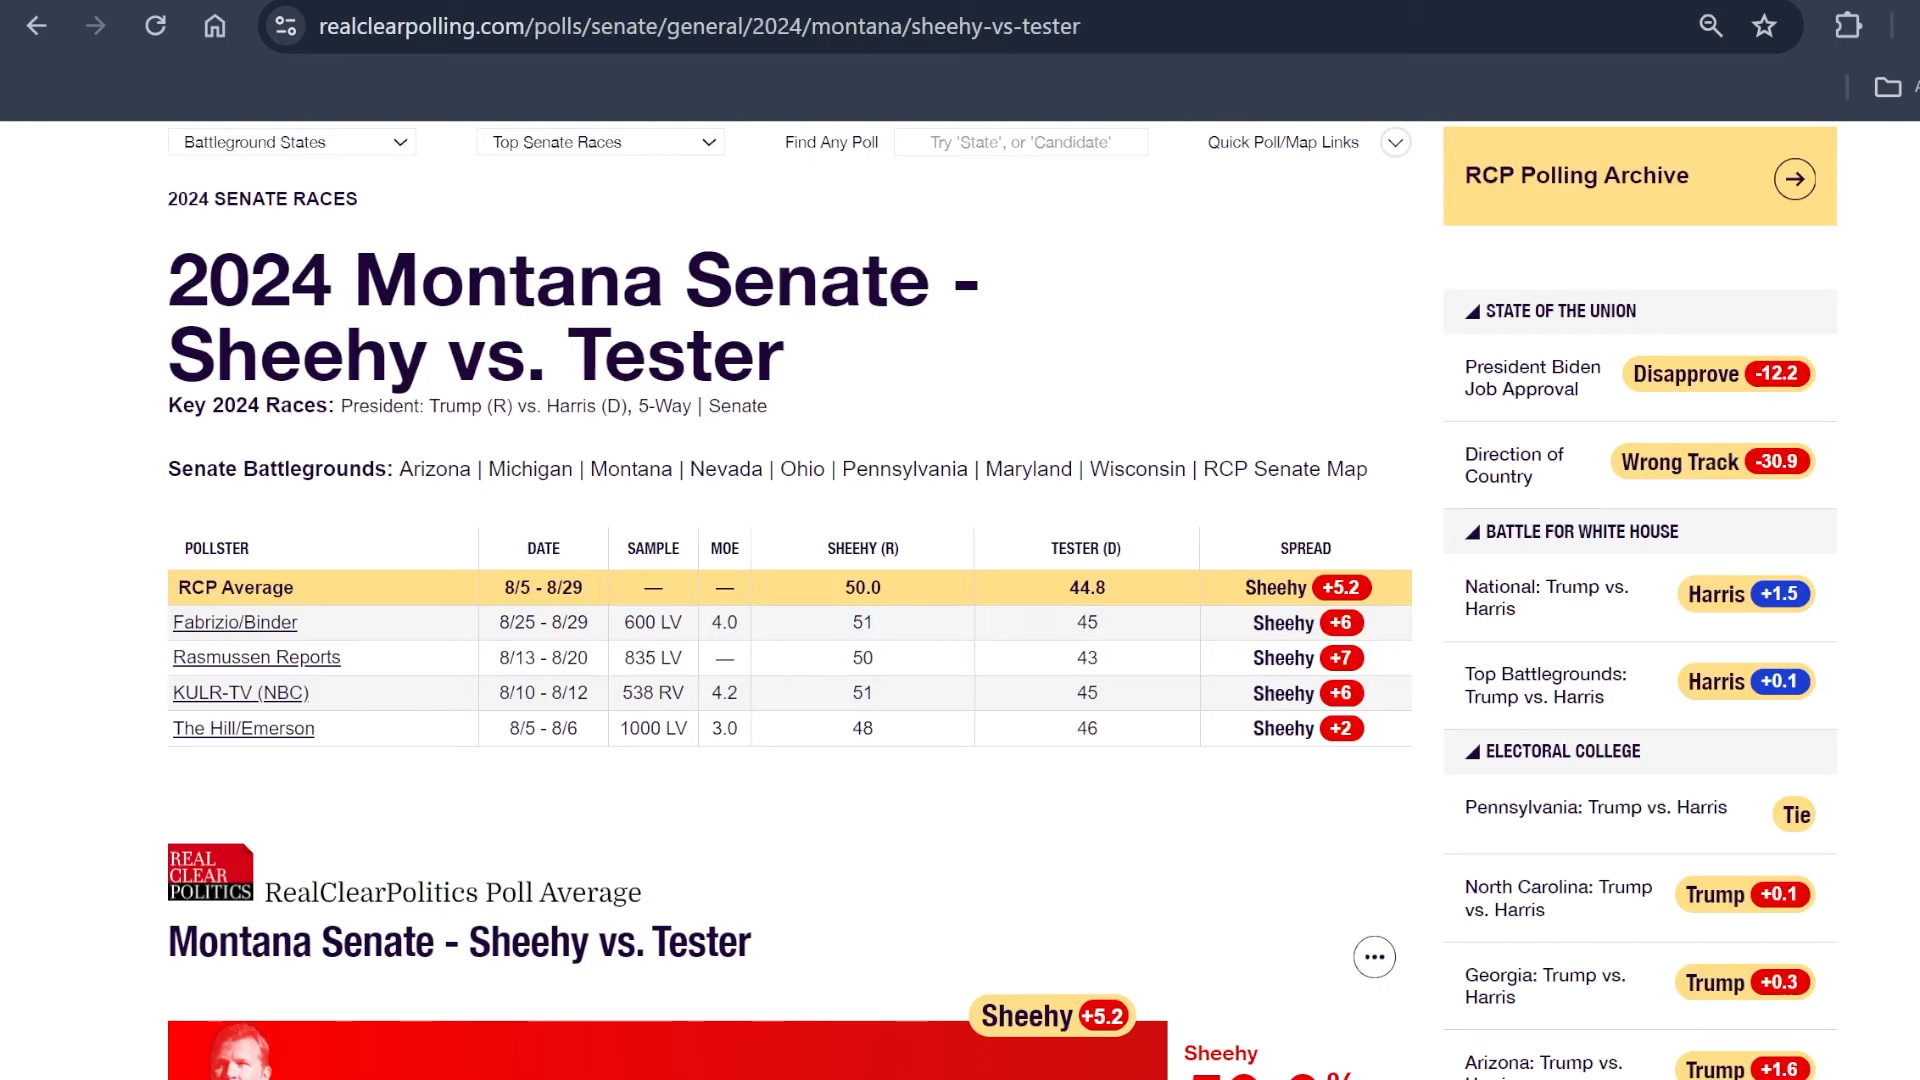 realclearpolling.com/polls/senate/general/2024/montana/sheehy-vs-tester
Battleground States
Top Senate Races
Find Any Poll
Try 'State', or 'Candidate'
Quick Poll/Map Links
2024 SENATE RACES
2024 Montana Senate -
Sheehy vs. Tester
Key 2024 Races: President: Trump (R) vs. Harris (D), 5-Way | Senate
Senate Battlegrounds: Arizona | Michigan | Montana | Nevada | Ohio | Pennsylvania | Maryland | Wisconsin | RCP Senate Map
POLLSTER DATE SAMPLE MOE SHEEHY (R) TESTER (D) SPREAD
RCP Average 8/5 - 8/29 — — 50.0 44.8 Sheehy +5.2
Fabrizio/Binder 8/25 - 8/29 600 LV 4.0 51 45 Sheehy +6
Rasmussen Reports 8/13 - 8/20 835 LV — 50 43 Sheehy +7
KULR-TV (NBC) 8/10 - 8/12 538 RV 4.2 51 45 Sheehy +6
The Hill/Emerson 8/5 - 8/6 1000 LV 3.0 48 46 Sheehy +2
REAL
CLEAR
POLITICS
RealClearPolitics Poll Average
Montana Senate - Sheehy vs. Tester
Sheehy +5.2
Sheehy
RCP Polling Archive
STATE OF THE UNION
President Biden
Job Approval
Disapprove -12.2
Direction of
Country
Wrong Track -30.9
BATTLE FOR WHITE HOUSE
National: Trump vs.
Harris
Harris +1.5
Top Battlegrounds:
Trump vs. Harris
Harris +0.1
ELECTORAL COLLEGE
Pennsylvania: Trump vs. Harris
Tie
North Carolina: Trump
vs. Harris
Trump +0.1
Georgia: Trump vs.
Harris
Trump +0.3
Arizona: Trump vs.
Trump +1.6